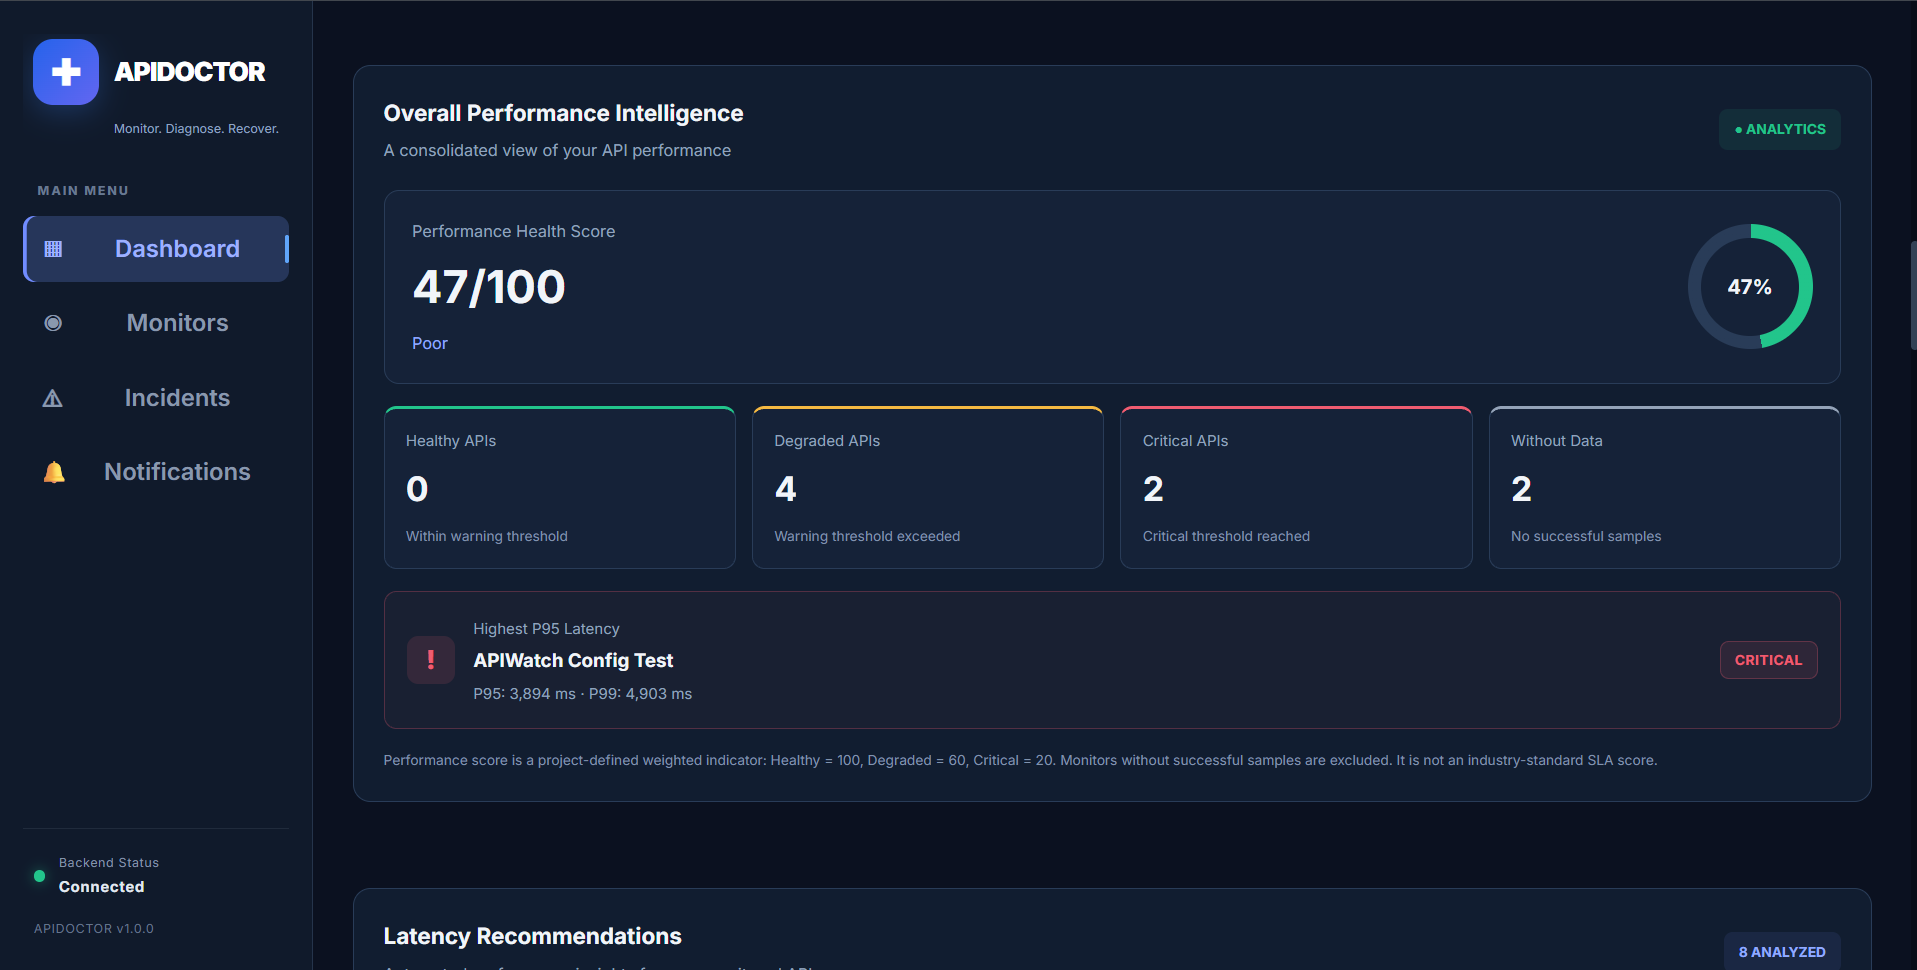 APIDOCTOR
Monitor. Diagnose. Recover.
MAIN MENU
Dashboard
Monitors
Incidents
Notifications
Backend Status
Connected
APIDOCTOR v1.0.0
Overall Performance Intelligence
A consolidated view of your API performance
● ANALYTICS
Performance Health Score
47/100
Poor
47%
Healthy APIs
0
Within warning threshold
Degraded APIs
4
Warning threshold exceeded
Critical APIs
2
Critical threshold reached
Without Data
2
No successful samples
!
Highest P95 Latency
APIWatch Config Test
P95: 3,894 ms · P99: 4,903 ms
CRITICAL
Performance score is a project-defined weighted indicator: Healthy = 100, Degraded = 60, Critical = 20. Monitors without successful samples are excluded. It is not an industry-standard SLA score.
Latency Recommendations
8 ANALYZED